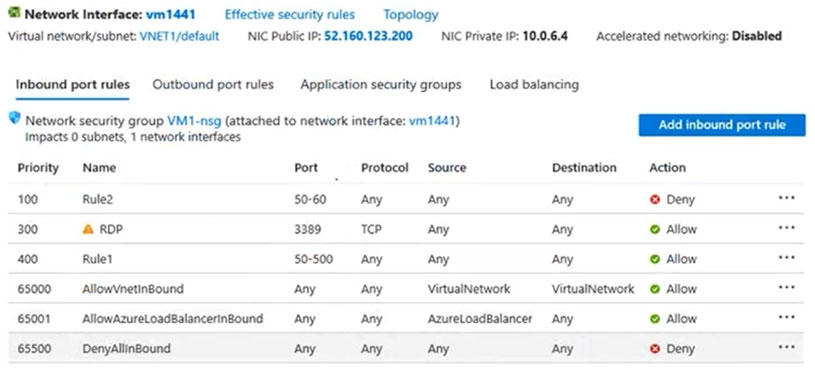 Network Interface: vm1441 Effective security rules Topology
Virtual network/subnet: VNET1/default NIC Public IP: 52.160.123.200 NIC Private IP: 10.0.6.4 Accelerated networking: Disabled
Inbound port rules Outbound port rules Application security groups Load balancing
Network security group VM1-nsg (attached to network interface: vm1441)
Impacts 0 subnets, 1 network interfaces
Add inbound port rule
Priority Name Port Protocol Source Destination Action
100 Rule2 50-60 Any Any Any Deny ...
300 RDP 3389 TCP Any Any Allow ...
400 Rule1 50-500 Any Any Any Allow ...
65000 AllowVnetInBound Any Any VirtualNetwork VirtualNetwork Allow ...
65001 AllowAzureLoadBalancerInBound Any Any AzureLoadBalancer Any Allow ...
65500 DenyAllInBound Any Any Any Any Deny ...